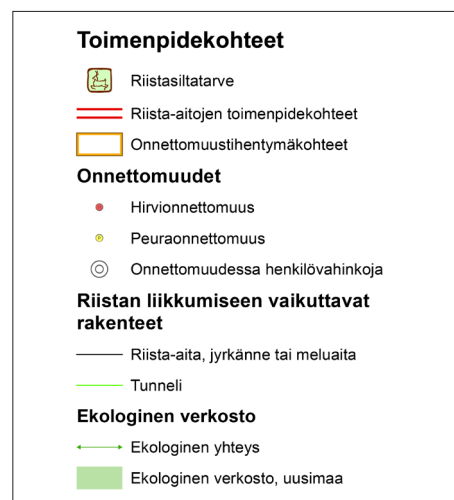 Toimenpidekohteet
Riistasiltatarve
Riista-aitojen toimenpidekohteet
Onnettomuustihentymäkohteet
Onnettomuudet
Hirvionnettomuus
P Peuraonnettomuus
Onnettomuudessa henkilövahinkoja
Riistan liikkumiseen vaikuttavat
rakenteet
Riista-aita, jyrkänne tai meluaita
Tunneli
Ekologinen verkosto
Ekologinen yhteys
Ekologinen verkosto, uusimaa